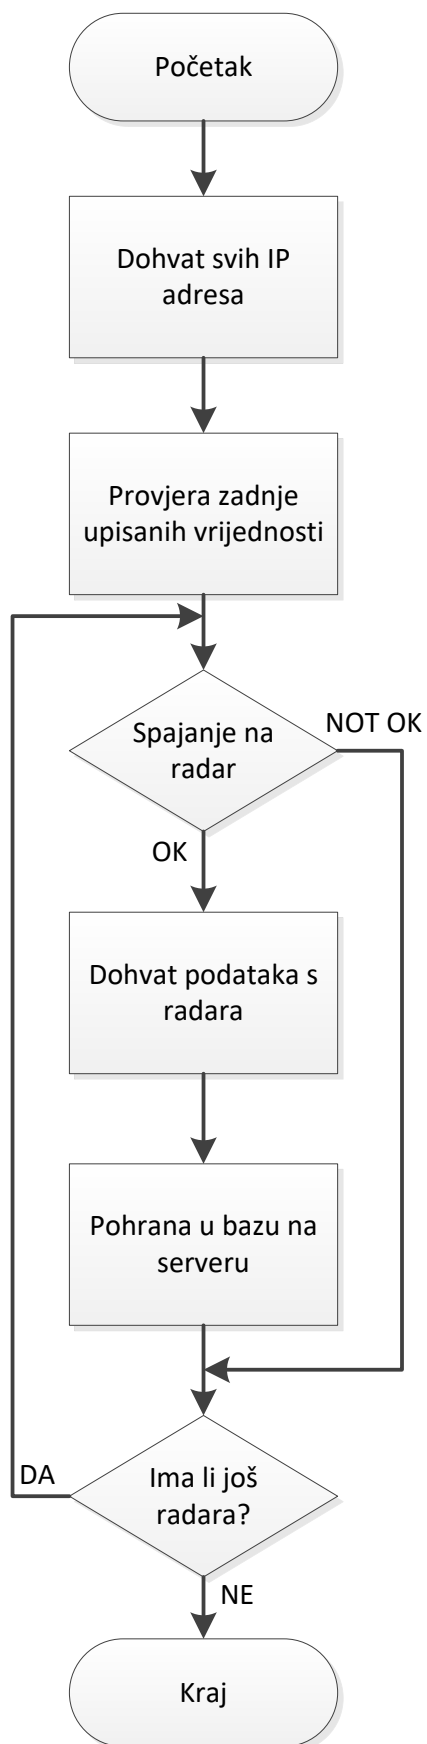 Početak
Dohvat svih IP
adresa
Provjera zadnje
upisanih vrijednosti
Spajanje na
radar
NOT OK
OK
Dohvat podataka s
radara
Pohrana u bazu na
serveru
Ima li još
radara?
DA
NE
Kraj